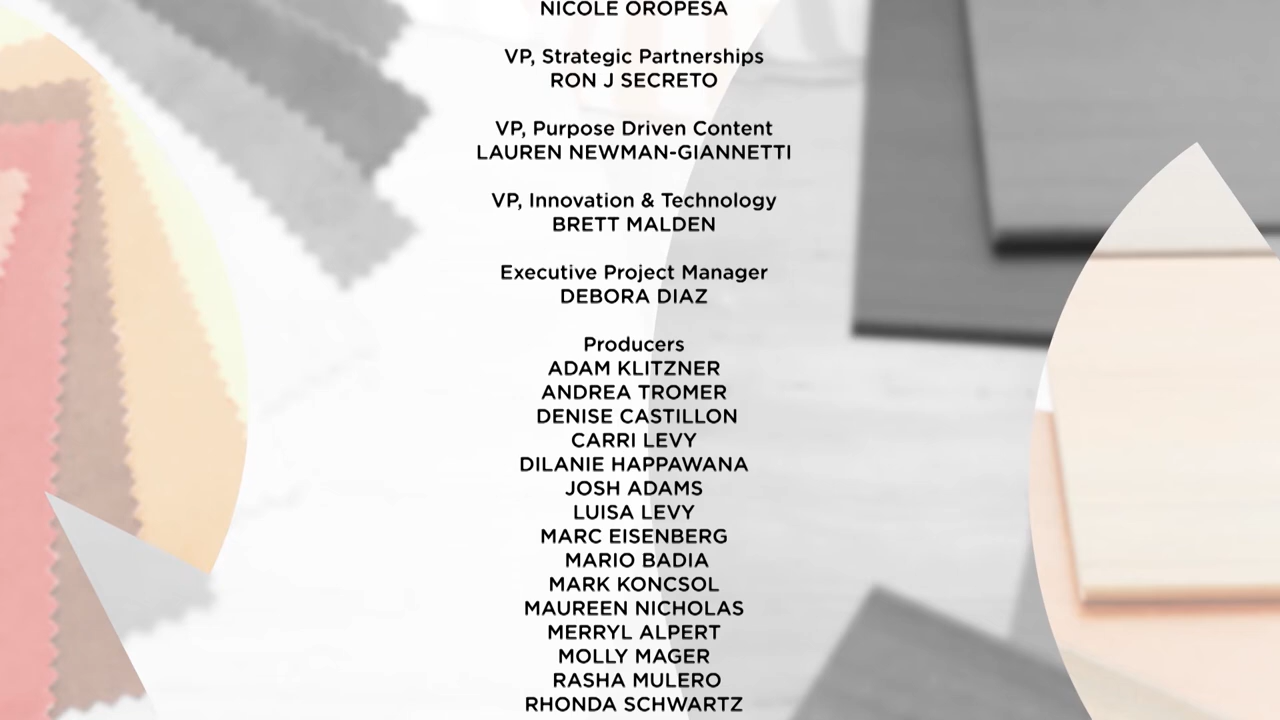 NICOLE OROPESA
VP, Strategic Partnerships
RON J SECRETO
VP, Purpose Driven Content
LAUREN NEWMAN-GIANNETTI
VP, Innovation & Technology
BRETT MALDEN
Executive Project Manager
DEBORA DIAZ
Producers
ADAM KLITZNER
ANDREA TROMER
DENISE CASTILLON
CARRI LEVY
DILANIE HAPPAWANA
JOSH ADAMS
LUISA LEVY
MARC EISENBERG
MARIO BADIA
MARK KONCSOL
MAUREEN NICHOLAS
MERRYL ALPERT
MOLLY MAGER
RASHA MULERO
RHONDA SCHWARTZ